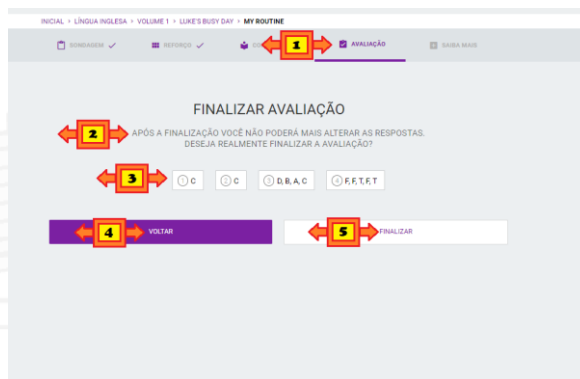 INICIAL > LÍNGUA INGLESA > VOLUME 1 > LUKE'S BUSY DAY > MY ROUTINE
SONDAGEM ✓ REFORÇO ✓ 1 AVALIAÇÃO SAIBA MAIS
FINALIZAR AVALIAÇÃO
2 APÓS A FINALIZAÇÃO VOCÊ NÃO PODERÁ MAIS ALTERAR AS RESPOSTAS.
DESEJA REALMENTE FINALIZAR A AVALIAÇÃO?
3 1 C 2 C 3 D, B, A, C 4 F, F, T, F, T
4 VOLTAR 5 FINALIZAR